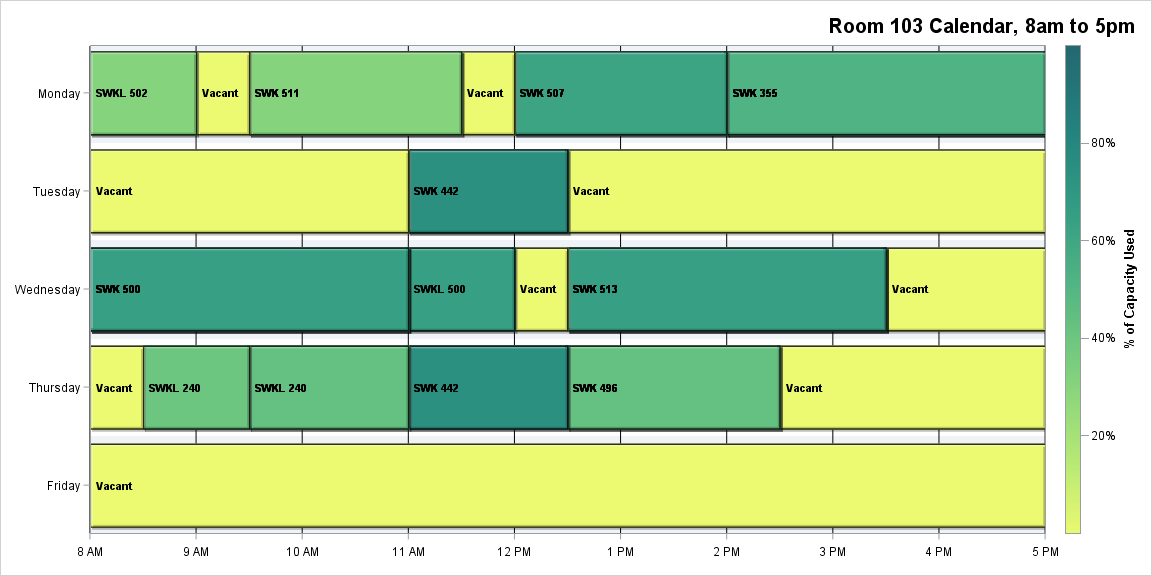 Room 103 Calendar, 8am to 5pm
Monday
SWKL 502
Vacant
SWK 511
Vacant
SWK 507
SWK 355
Tuesday
Vacant
SWK 442
Vacant
Wednesday
SWK 500
SWKL 500
Vacant
SWK 513
Vacant
Thursday
Vacant
SWKL 240
SWKL 240
SWK 442
SWK 496
Vacant
Friday
Vacant
8 AM
9 AM
10 AM
11 AM
12 PM
1 PM
2 PM
3 PM
4 PM
5 PM
80%
60%
40%
20%
% of Capacity Used